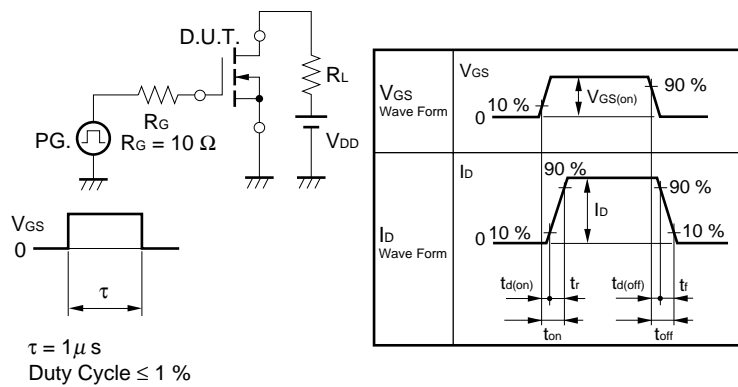 D.U.T.
RL
RG
PG.
RG = 10 Ω
VDD
VGS
0
τ
τ = 1μ s
Duty Cycle ≤ 1 %
VGS
Wave Form
VGS
10 %
0
VGS(on)
90 %
ID
Wave Form
ID
90 %
90 %
ID
0 10 %
10 %
td(on)
tr
td(off)
tf
ton
toff